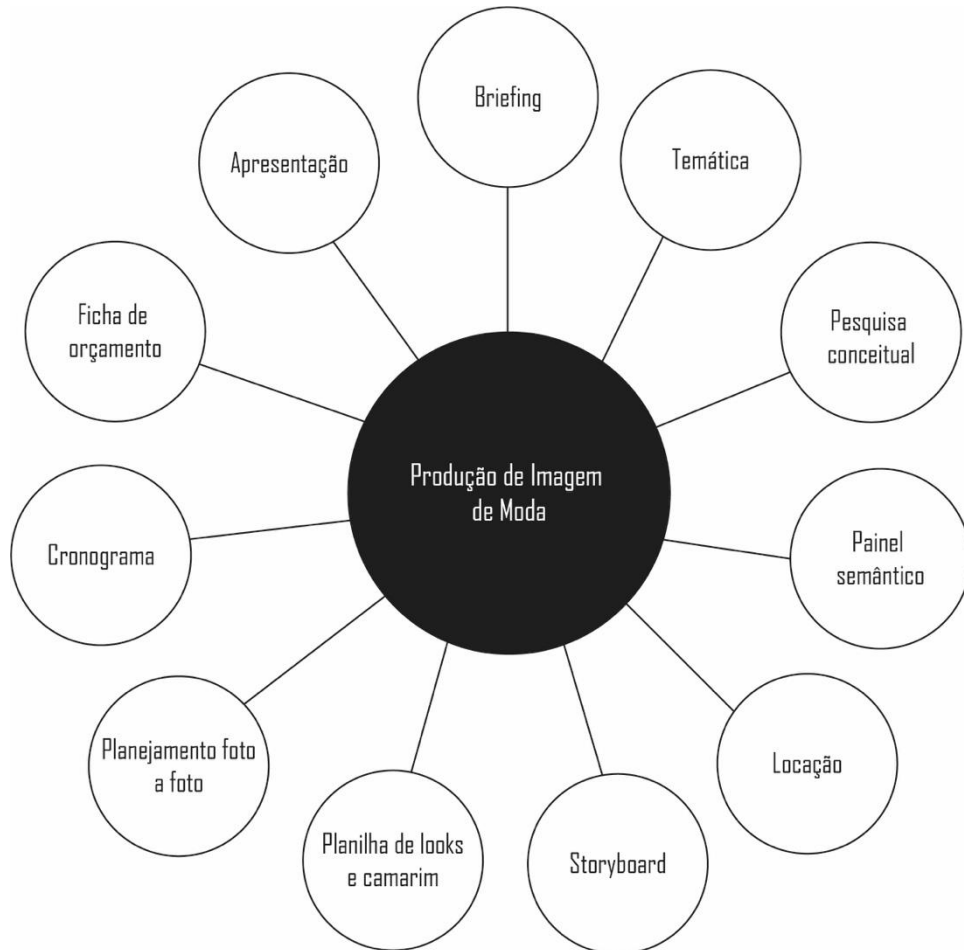 Briefing
Temática
Pesquisa
conceitual
Painel
semântico
Locação
Storyboard
Planilha de looks
e camarim
Planejamento foto
a foto
Cronograma
Ficha de
orçamento
Apresentação
Produção de Imagem
de Moda